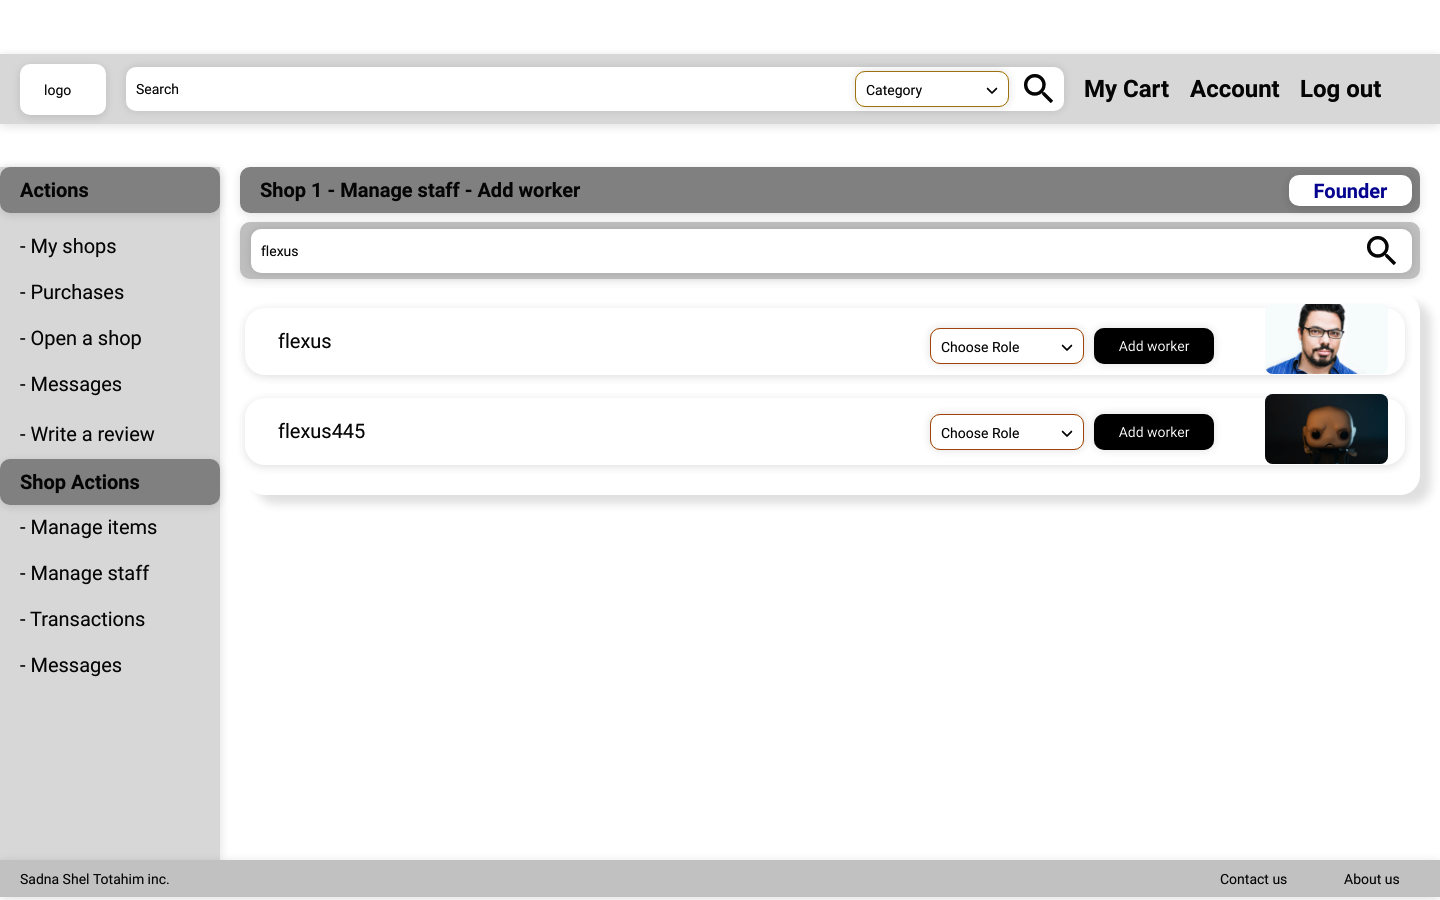 logo
Search
Category
My Cart
Account
Log out
Actions
- My shops
- Purchases
- Open a shop
- Messages
- Write a review
Shop Actions
- Manage items
- Manage staff
- Transactions
- Messages
Shop 1 - Manage staff - Add worker
Founder
flexus
flexus
Choose Role
Add worker
flexus445
Choose Role
Add worker
Sadna Shel Totahim inc.
Contact us
About us